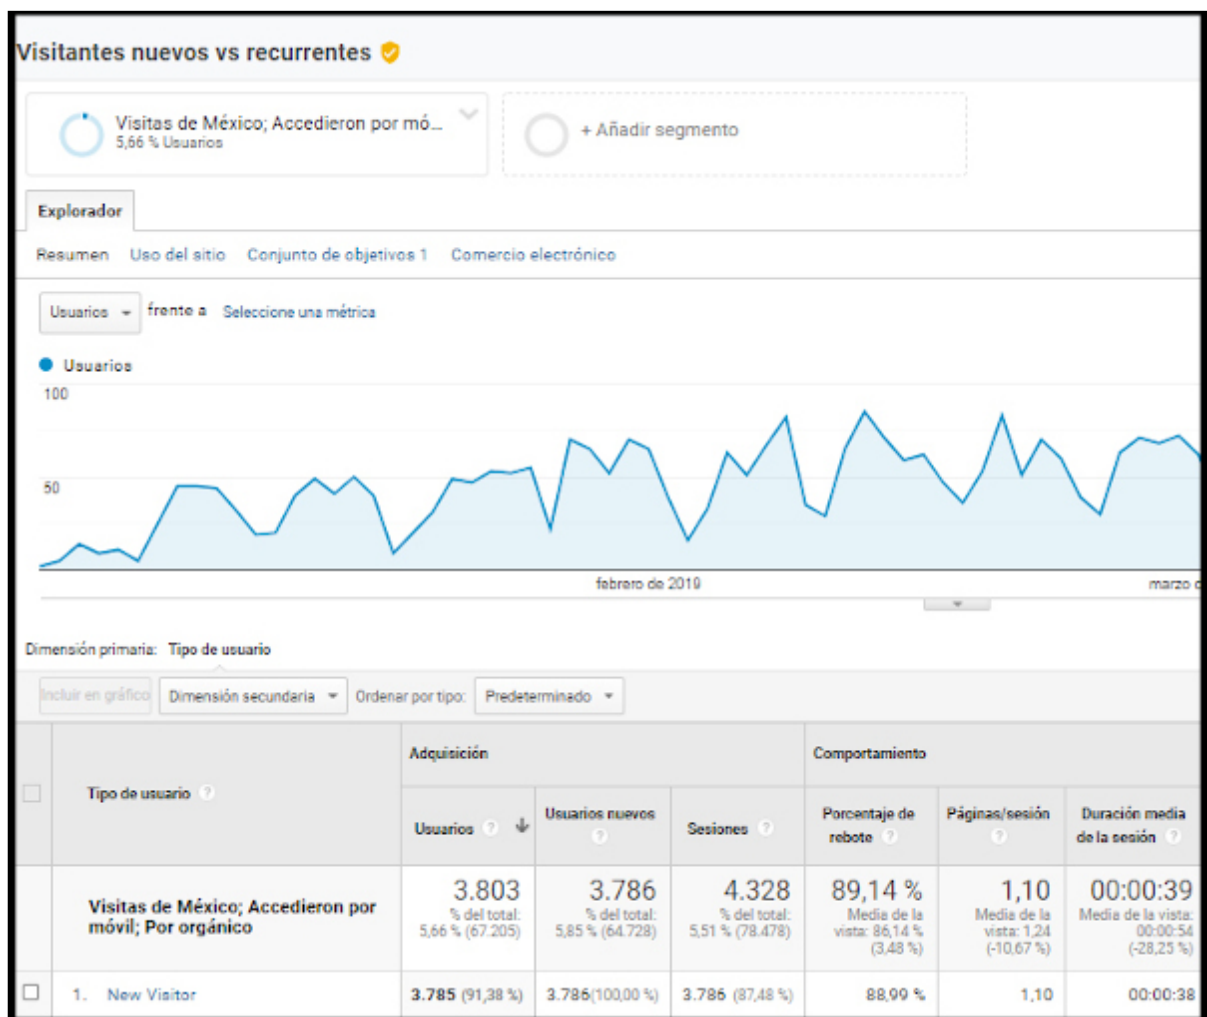 Visitantes nuevos vs recurrentes
Visitas de México; Accedieron por mó...
5,66 % Usuarios
+ Añadir segmento
Explorador
Resumen Uso del sitio Conjunto de objetivos 1 Comercio electrónico
Usuarios frente a Seleccione una métrica
Usuarios
100
50
febrero de 2019
marzo d
Dimensión primaria: Tipo de usuario
Incluir en gráfico Dimensión secundaria Ordenar por tipo: Predeterminado
Adquisición Comportamiento
Tipo de usuario ?
Usuarios ?
Usuarios nuevos
?
Sesiones ?
Porcentaje de
rebote ?
Páginas/sesión
?
Duración media
de la sesión ?
Visitas de México; Accedieron por
móvil; Por orgánico
3.803
% del total:
5,66 % (67.205)
3.786
% del total:
5,85 % (64.728)
4.328
% del total:
5,51 % (78.478)
89,14 %
Media de la
vista: 86,14 %
(3,48 %)
1,10
Media de la
vista: 1,24
(-10,67 %)
00:00:39
Media de la vista:
00:00:54
(-28,25 %)
1. New Visitor 3.785 (91,38 %) 3.786(100,00 %) 3.786 (87,48 %) 88,99 % 1,10 00:00:38